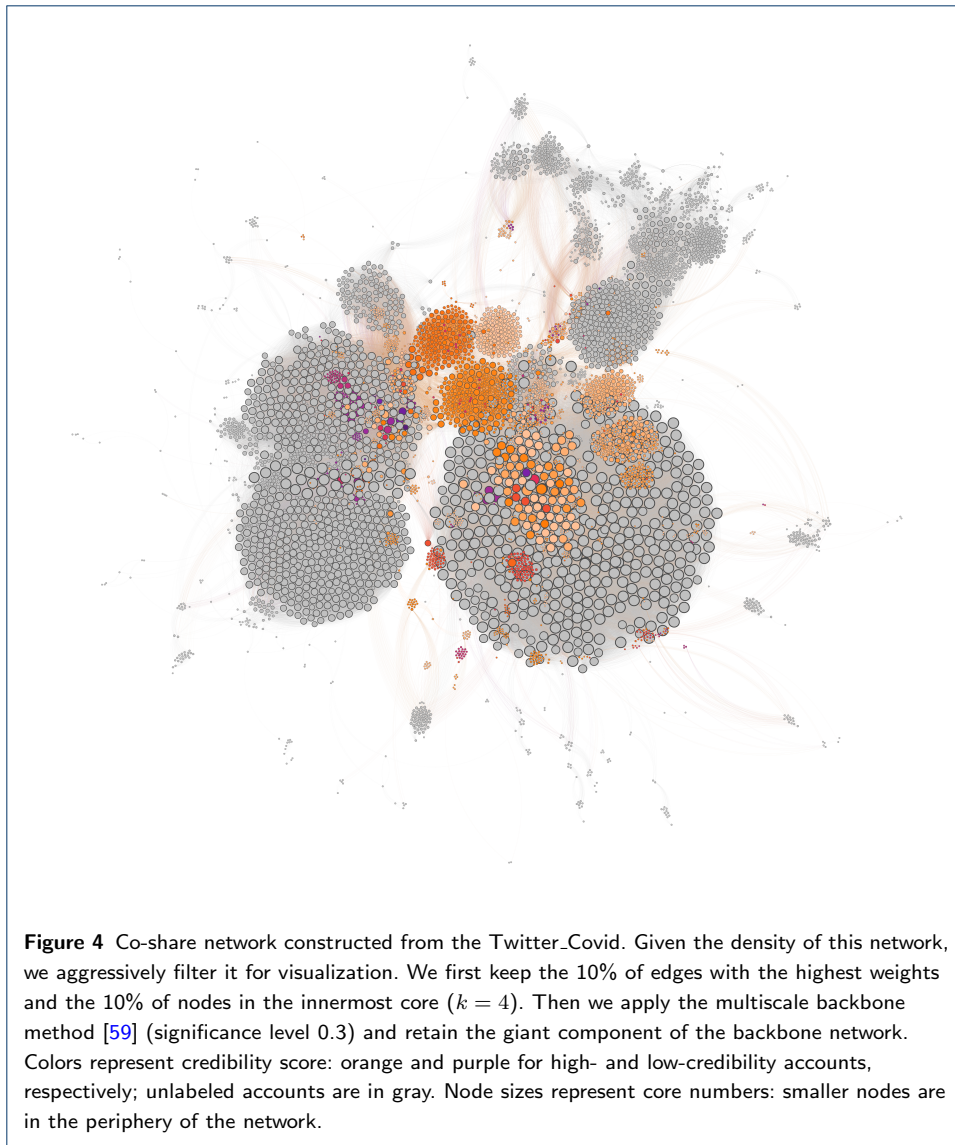 Figure 4 Co-share network constructed from the Twitter_Covid. Given the density of this network,
we aggressively filter it for visualization. We first keep the 10% of edges with the highest weights
and the 10% of nodes in the innermost core (k = 4). Then we apply the multiscale backbone
method [59] (significance level 0.3) and retain the giant component of the backbone network.
Colors represent credibility score: orange and purple for high- and low-credibility accounts,
respectively; unlabeled accounts are in gray. Node sizes represent core numbers: smaller nodes are
in the periphery of the network.